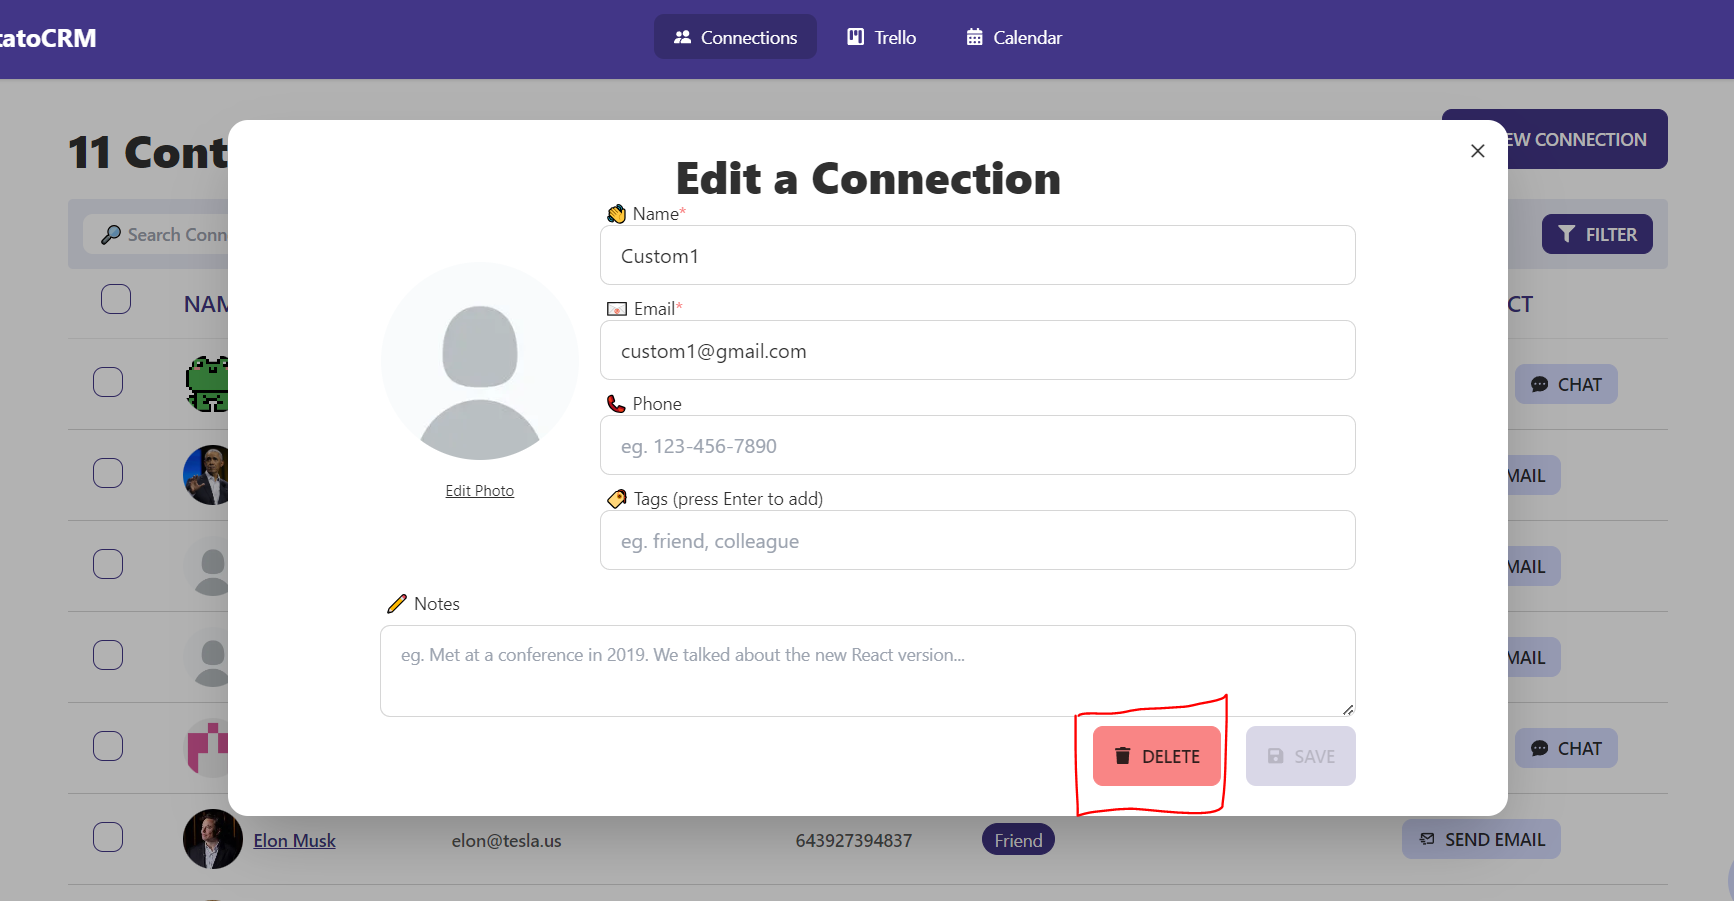 tatoCRM
Connections
Trello
Calendar
11 Cont
EW CONNECTION
Edit a Connection
Search Conn
FILTER
NAM
CT
Name*
Custom1
Email*
custom1@gmail.com
Phone
eg. 123-456-7890
Edit Photo
Tags (press Enter to add)
eg. friend, colleague
Notes
eg. Met at a conference in 2019. We talked about the new React version...
DELETE
SAVE
CHAT
MAIL
MAIL
MAIL
CHAT
Elon Musk
elon@tesla.us
643927394837
Friend
SEND EMAIL